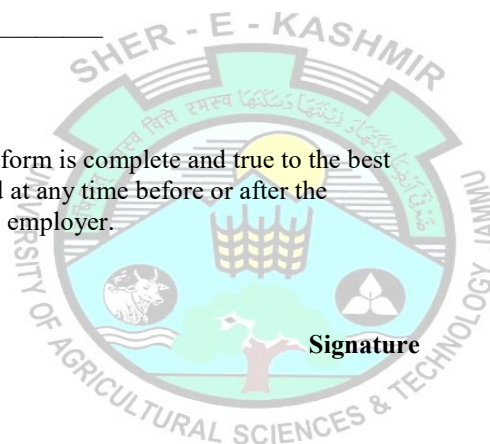 SHER - E - KASHMIR
form is complete and true to the best
d at any time before or after the
employer.
UNIVERSITY OF AGRICULTURAL SCIENCES & TECHNOLOGY JAMMU
Signature